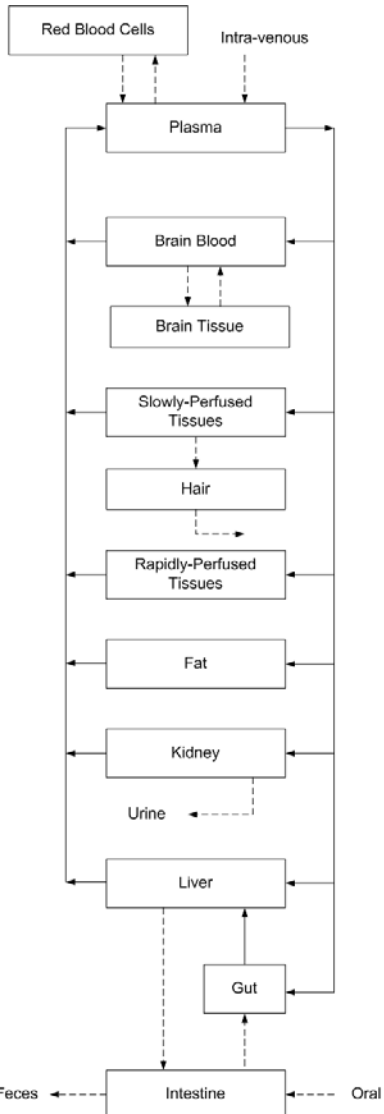 Red Blood Cells
Intra-venous
Plasma
Brain Blood
Brain Tissue
Slowly-Perfused
Tissues
Hair
Rapidly-Perfused
Tissues
Fat
Kidney
Urine
Liver
Gut
Feces
Intestine
Oral